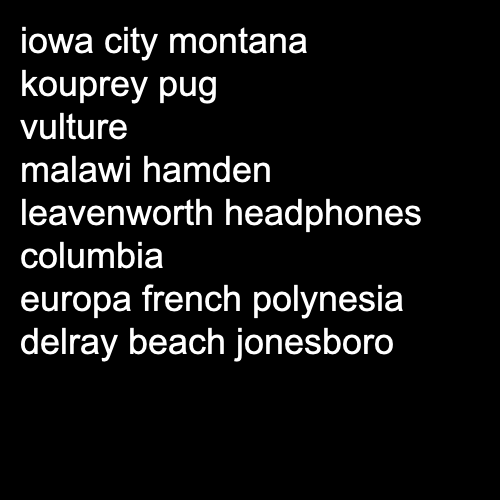 iowa city montana
kouprey pug
vulture
malawi hamden
leavenworth headphones
columbia
europa french polynesia
delray beach jonesboro